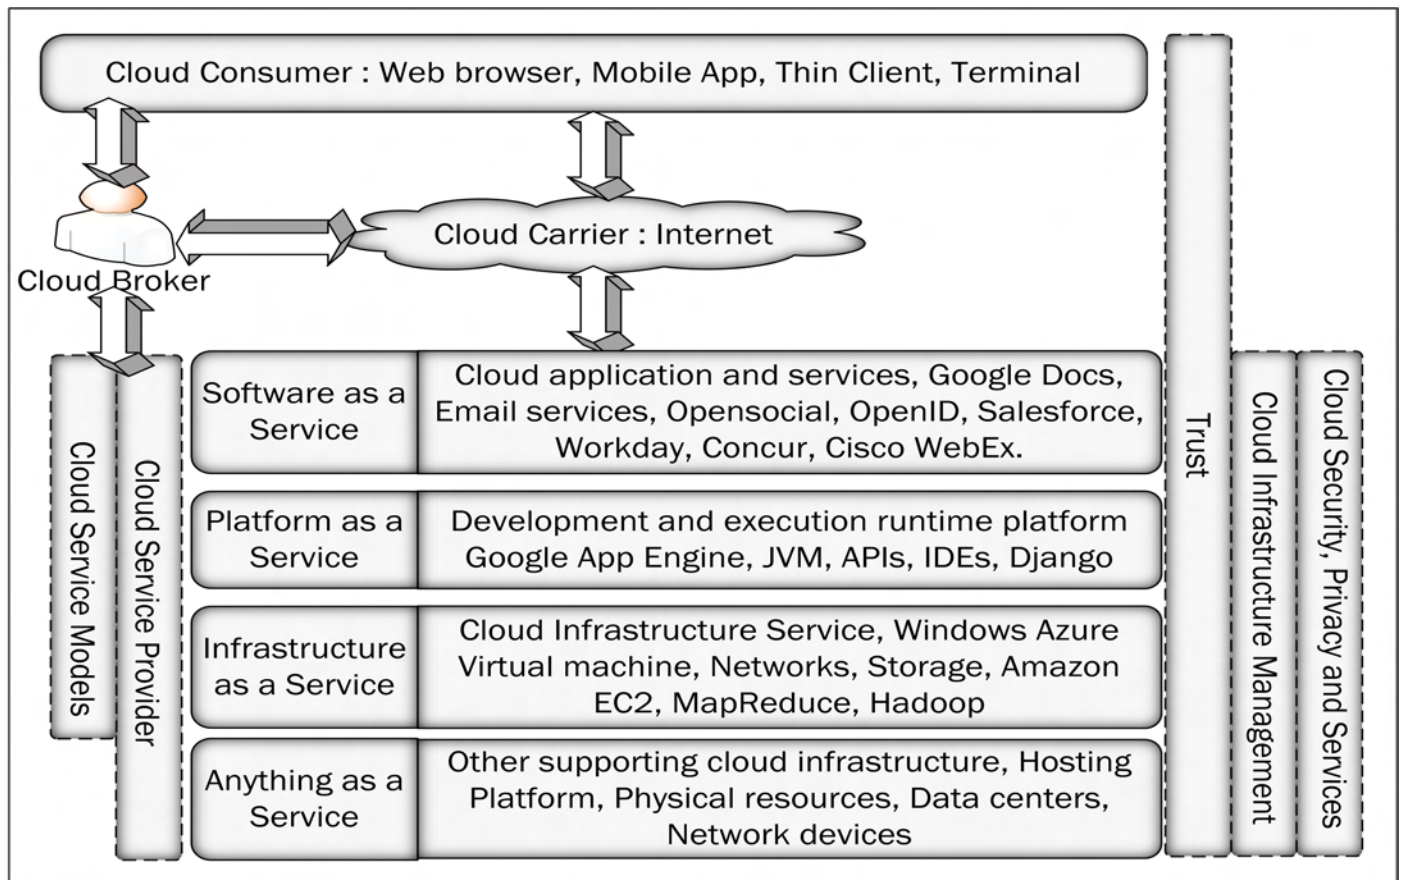 Cloud Consumer : Web browser, Mobile App, Thin Client, Terminal
Cloud Carrier : Internet
Cloud Broker
Cloud Service Models
Cloud Service Provider
Software as a
Service
Cloud application and services, Google Docs,
Email services, Opensocial, OpenID, Salesforce,
Workday, Concur, Cisco WebEx.
Platform as a
Service
Development and execution runtime platform
Google App Engine, JVM, APIs, IDEs, Django
Infrastructure
as a Service
Cloud Infrastructure Service, Windows Azure
Virtual machine, Networks, Storage, Amazon
EC2, MapReduce, Hadoop
Anything as a
Service
Other supporting cloud infrastructure, Hosting
Platform, Physical resources, Data centers,
Network devices
Trust
Cloud Infrastructure Management
Cloud Security, Privacy and Services